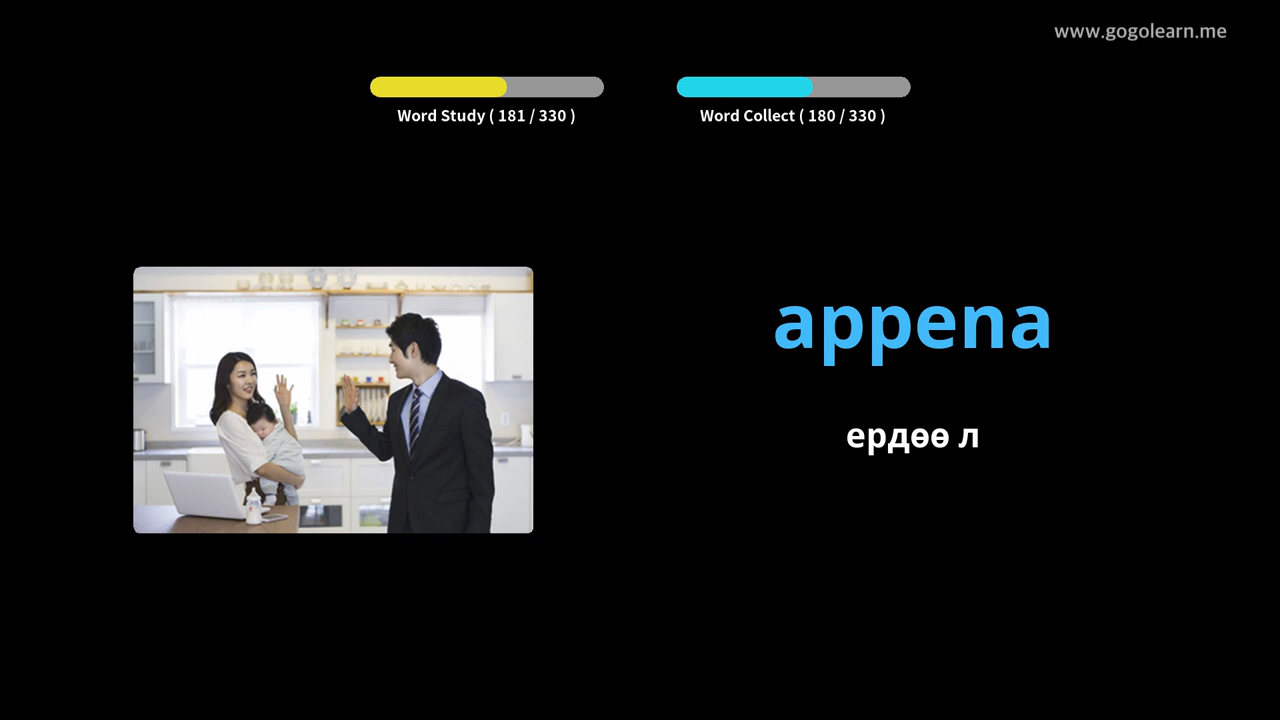 www.gogolearn.me
Word Study ( 181 / 330 )
Word Collect ( 180 / 330 )
appena
ердөө л